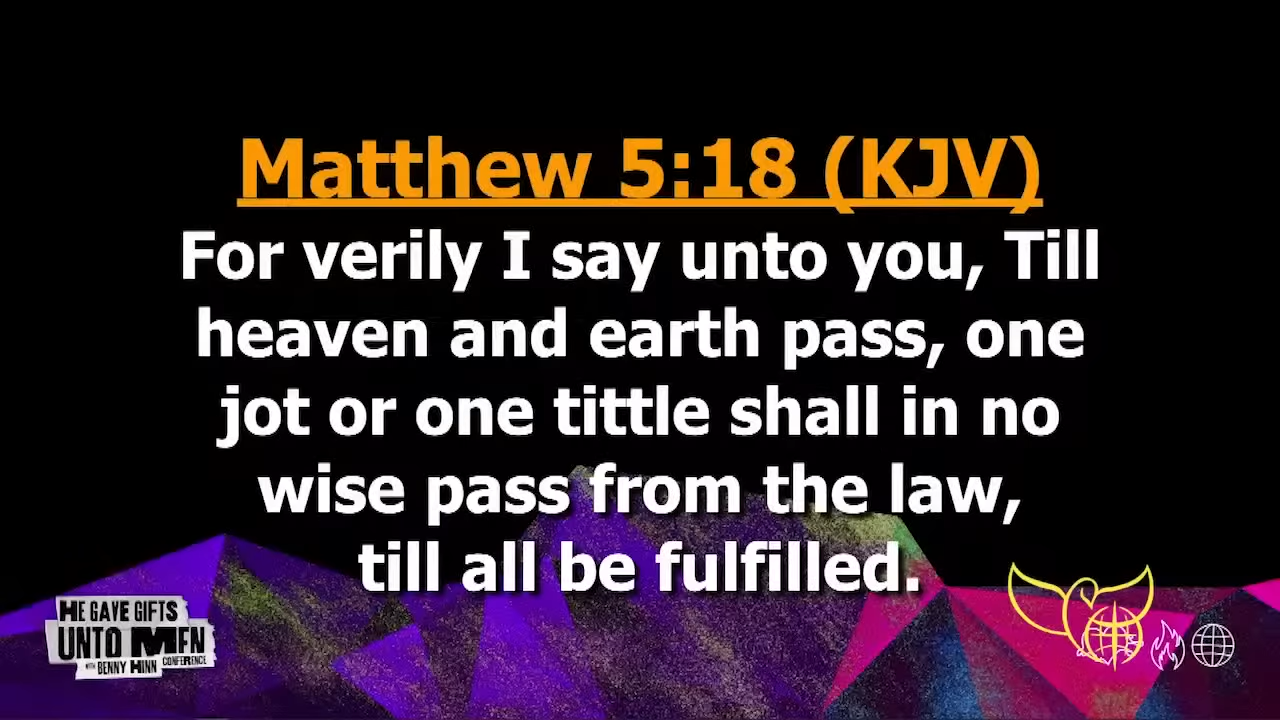 Matthew 5:18 (KJV)
For verily I say unto you, Till
heaven and earth pass, one
jot or one tittle shall in no
wise pass from the law,
till all be fulfilled.
HE GAVE GIFTS
UNTO MEN
WITH BENNY HINN CONFERENCE